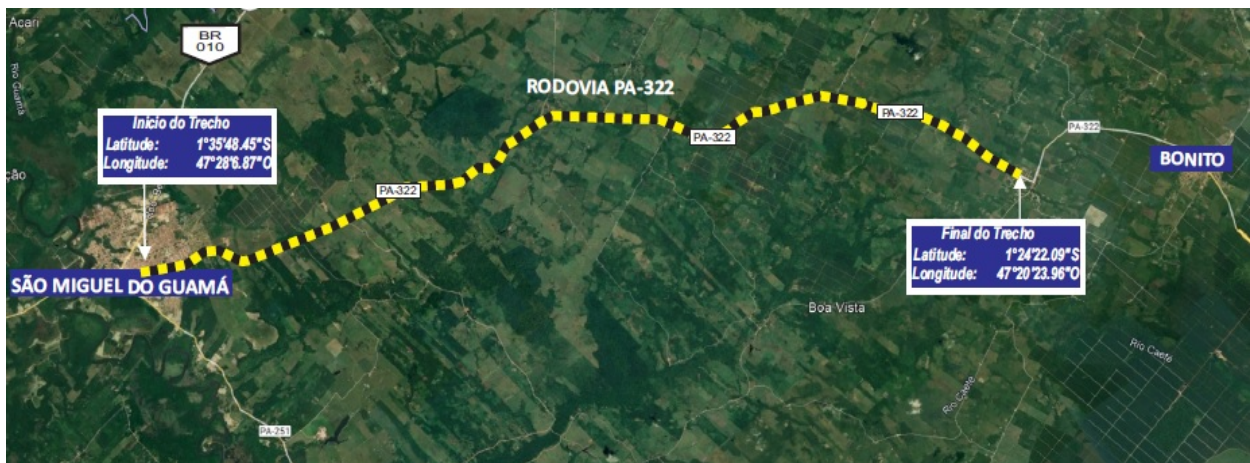 Acari
BR
010
Rio Guamá
RODOVIA PA-322
Início do Trecho
Latitude: 1°35'48.45"S
Longitude: 47°28'6.87"O
PA-322
PA-322
PA-322
PA-322
BONITO
ção
SÃO MIGUEL DO GUAMÁ
Final do Trecho
Latitude: 1°24'22.09"S
Longitude: 47°20'23.96"O
Boa Vista
Rio Caeté
Rio Caeté
PA-251